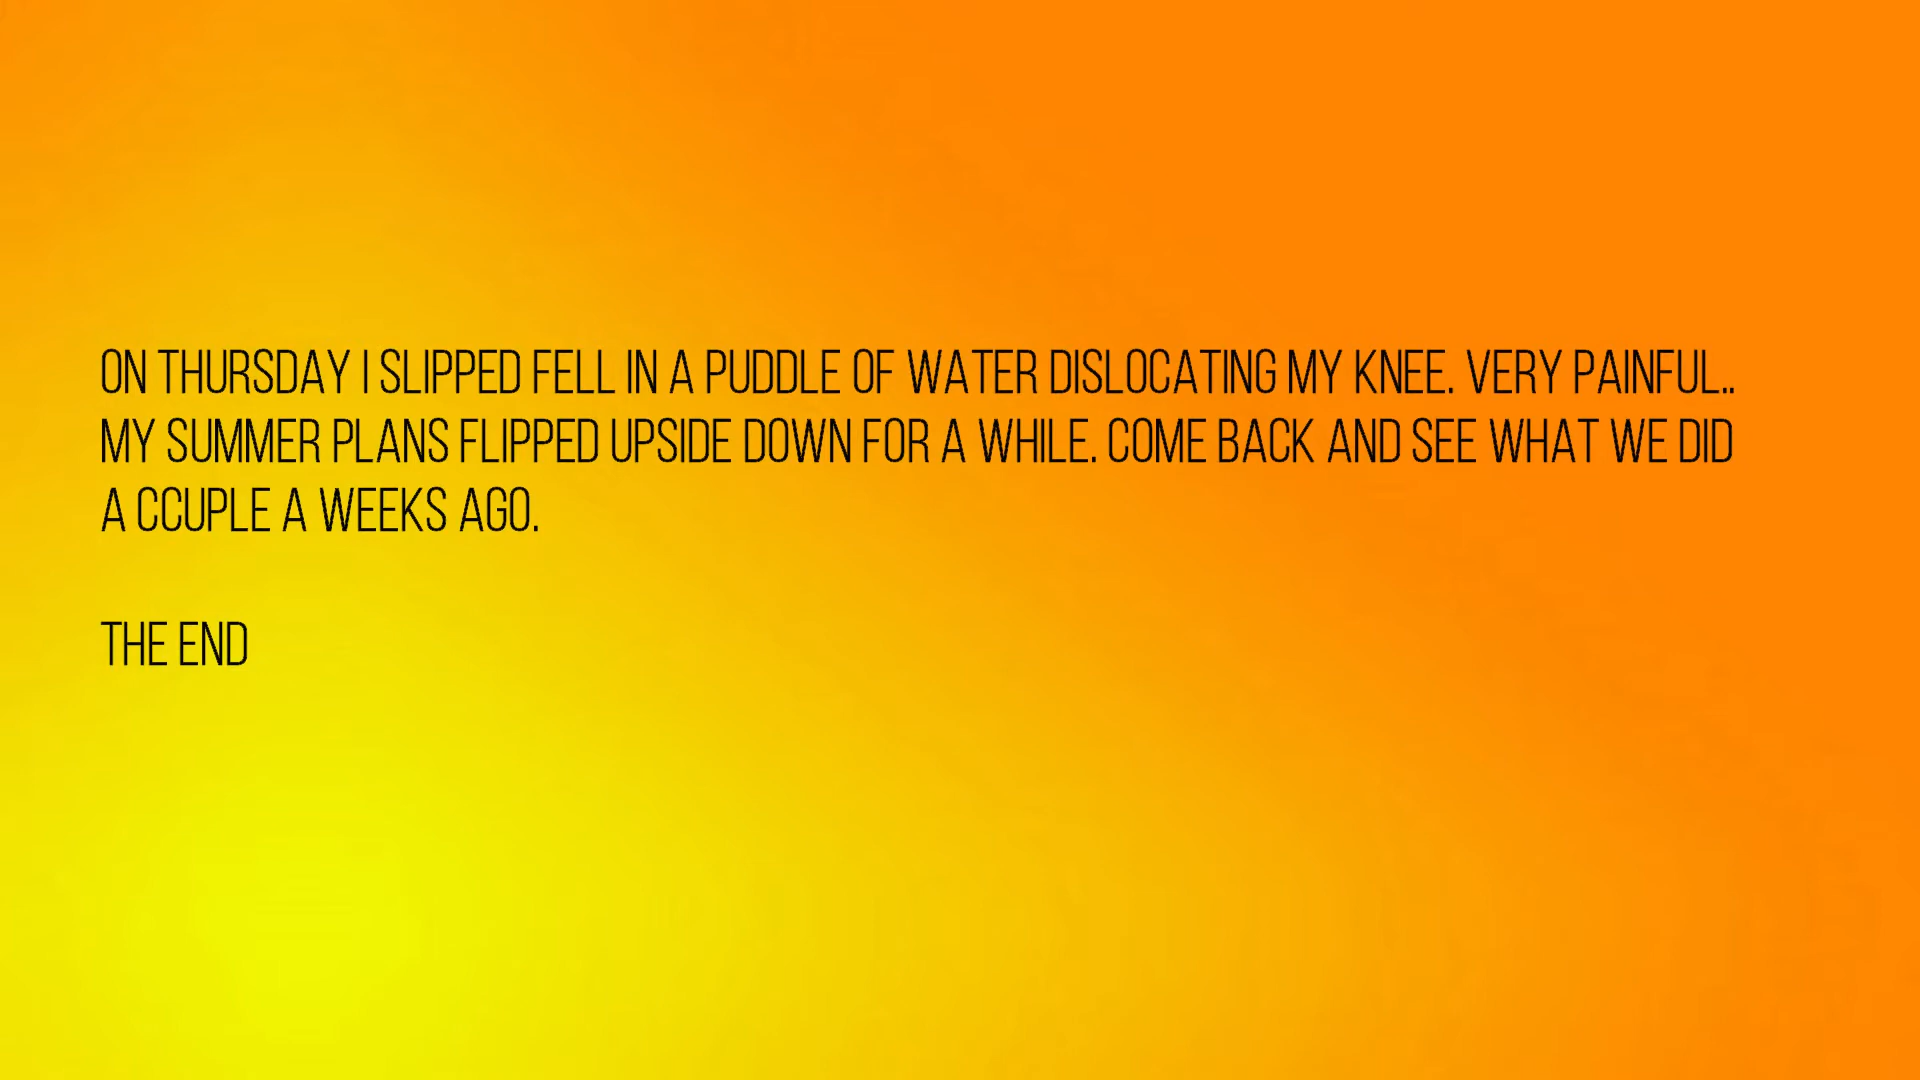 ON THURSDAY I SLIPPED FELL IN A PUDDLE OF WATER DISLOCATING MY KNEE. VERY PAINFUL..
MY SUMMER PLANS FLIPPED UPSIDE DOWN FOR A WHILE. COME BACK AND SEE WHAT WE DID
A CCUPLE A WEEKS AGO.
THE END